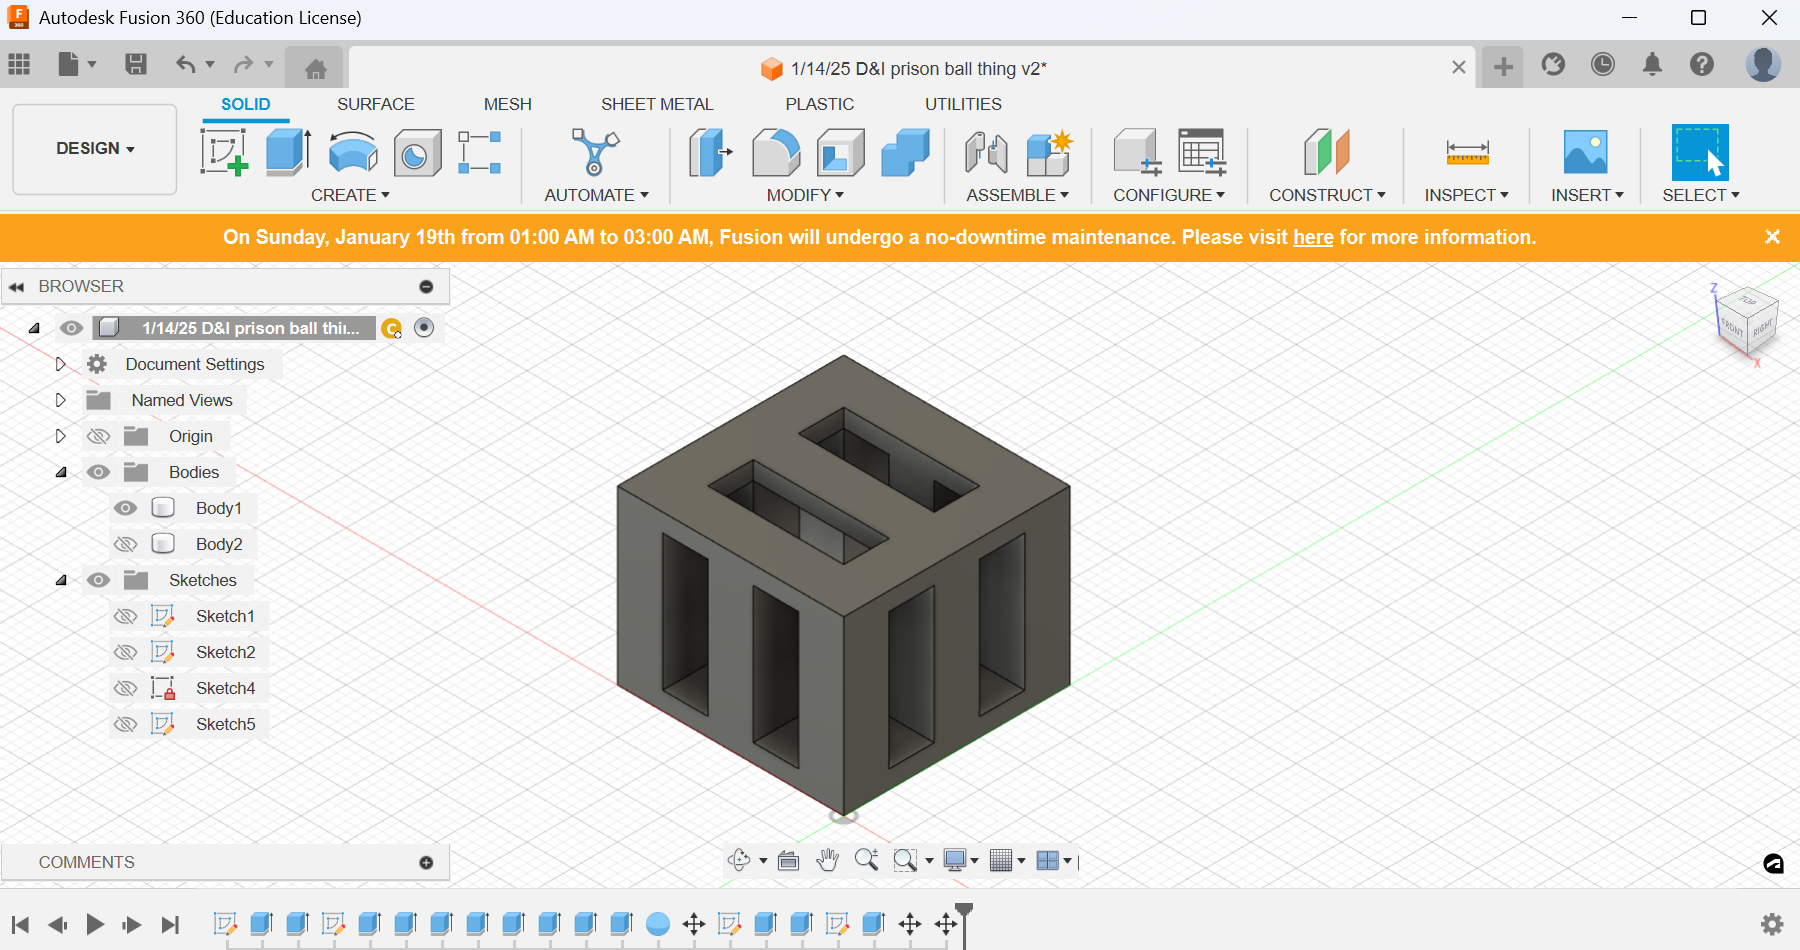 Autodesk Fusion 360 (Education License)
1/14/25 D&I prison ball thing v2*
SOLID SURFACE MESH SHEET METAL PLASTIC UTILITIES
DESIGN
CREATE AUTOMATE MODIFY ASSEMBLE CONFIGURE CONSTRUCT INSPECT INSERT SELECT
On Sunday, January 19th from 01:00 AM to 03:00 AM, Fusion will undergo a no-downtime maintenance. Please visit here for more information.
BROWSER
1/14/25 D&I prison ball thi...
C
Document Settings
Named Views
Origin
Bodies
Body1
Body2
Sketches
Sketch1
Sketch2
Sketch4
Sketch5
Z
TOP
FRONT RIGHT
X
COMMENTS